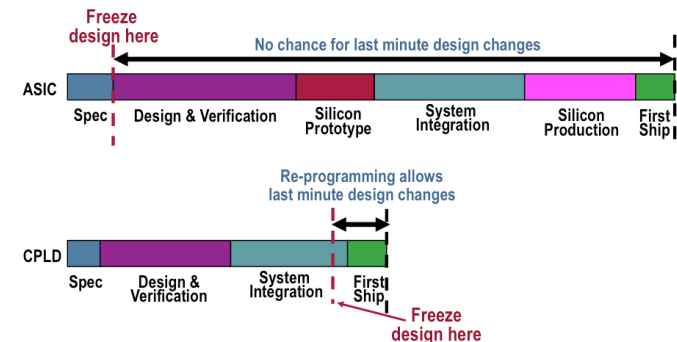 Freeze
design here
No chance for last minute design changes
ASIC
Spec
Design & Verification
Silicon
Prototype
System
Integration
Silicon
Production
First
Ship
Re-programming allows
last minute design changes
CPLD
Spec
Design &
Verification
System
Integration
First
Ship
Freeze
design here